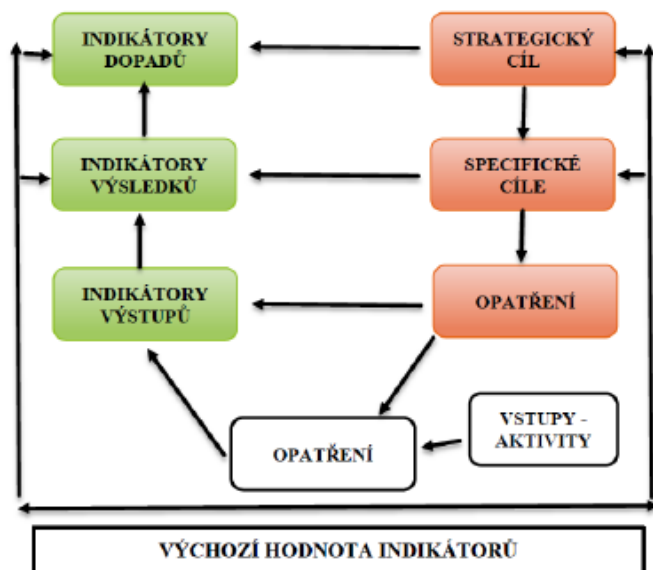 INDIKÁTORY
DOPADŮ
STRATEGICKÝ
CÍL
INDIKÁTORY
VÝSLEDKŮ
SPECIFICKÉ
CÍLE
INDIKÁTORY
VÝSTUPŮ
OPATŘENÍ
OPATŘENÍ
VSTUPY -
AKTIVITY
VÝCHOZÍ HODNOTA INDIKÁTORŮ